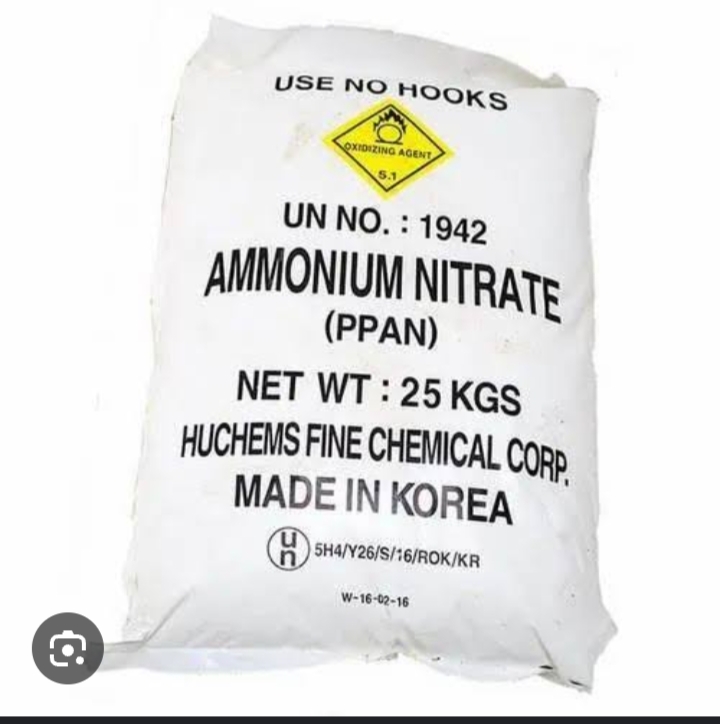 USE NO HOOKS
OXIDIZING AGENT
5.1
UN NO. : 1942
AMMONIUM NITRATE
(PPAN)
NET WT : 25 KGS
HUCHEMS FINE CHEMICAL CORP.
MADE IN KOREA
un 5H4/Y26/S/16/ROK/KR
W-16-02-16